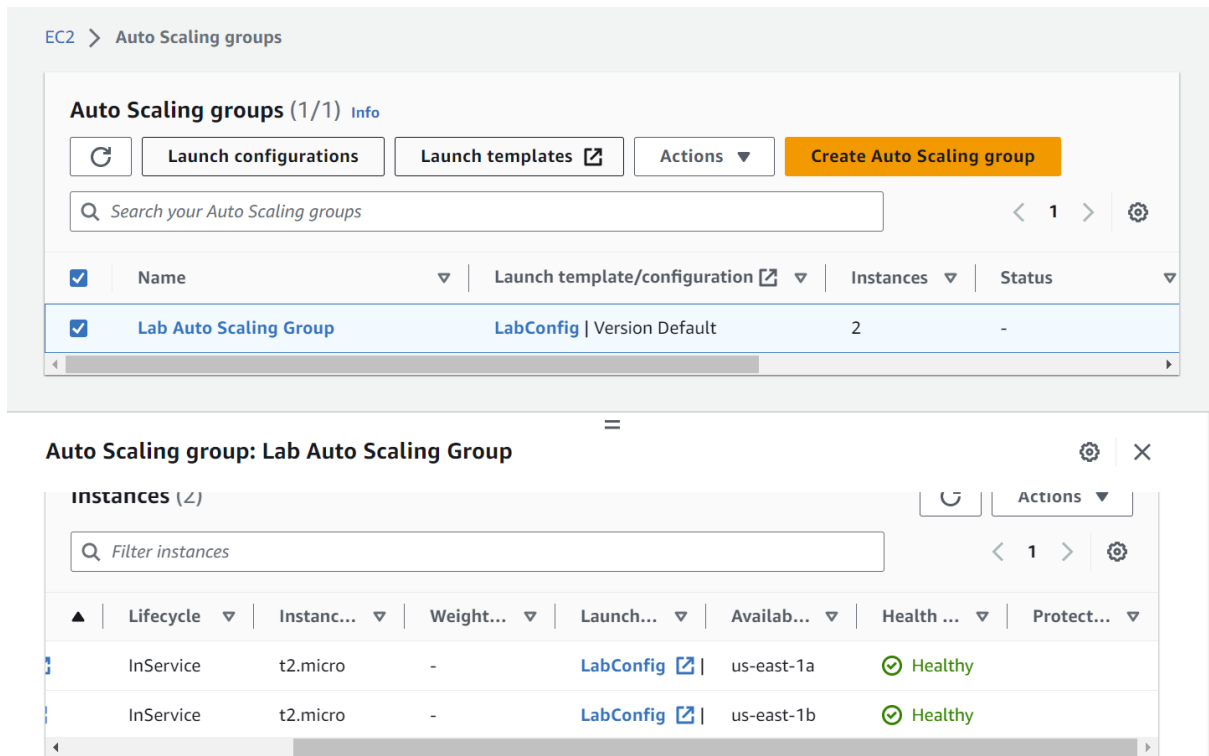 EC2 > Auto Scaling groups
Auto Scaling groups (1/1) Info
Launch configurations Launch templates Actions Create Auto Scaling group
Search your Auto Scaling groups 1
Name Launch template/configuration Instances Status
Lab Auto Scaling Group LabConfig | Version Default 2 -
Auto Scaling group: Lab Auto Scaling Group
Instances (2) Actions
Filter instances 1
Lifecycle Instanc... Weight... Launch... Availab... Health ... Protect...
InService t2.micro - LabConfig | us-east-1a Healthy
InService t2.micro - LabConfig | us-east-1b Healthy